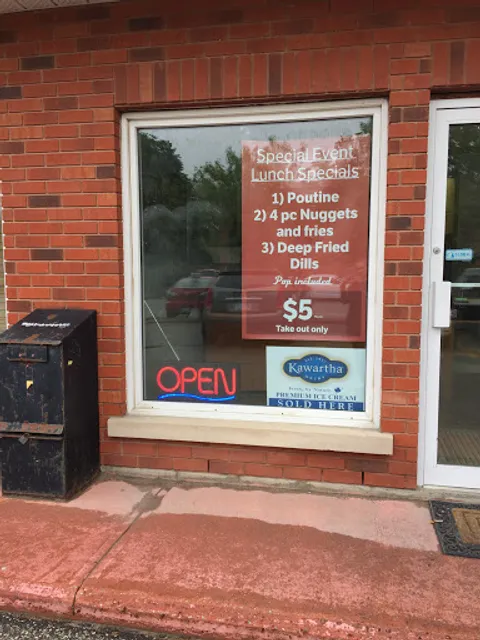 Special Event
Lunch Specials
1) Poutine
2) 4 pc Nuggets
and fries
3) Deep Fried
Dills
Pop included
$5
Take out only
OPEN
Kawartha
DAIRY
PREMIUM ICE CREAM
SOLD HERE